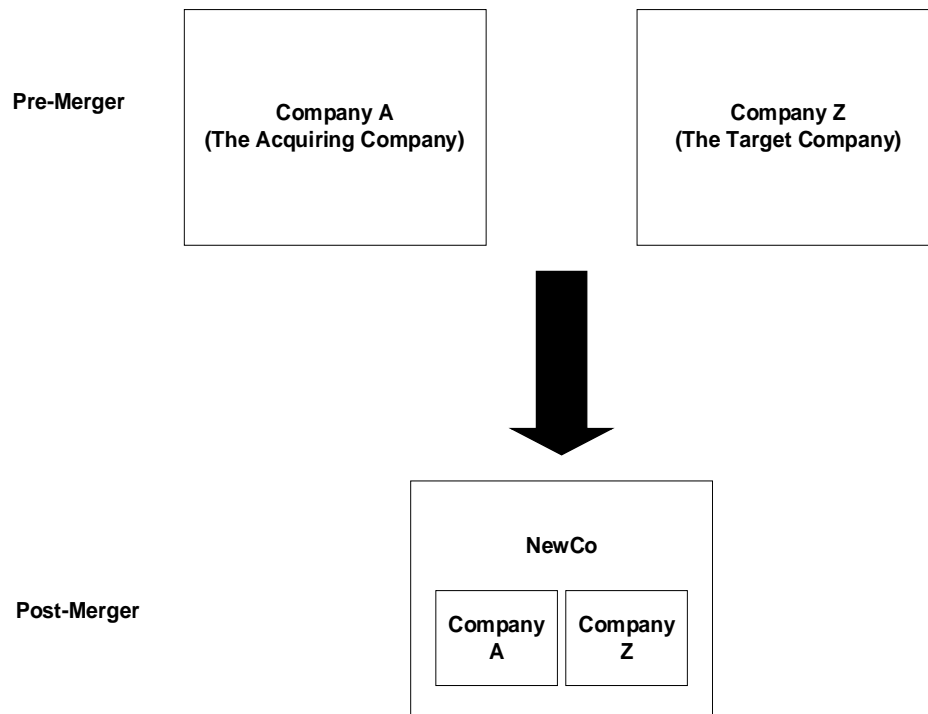 Pre-Merger
Company A
(The Acquiring Company)
Company Z
(The Target Company)
NewCo
Post-Merger
Company
A
Company
Z